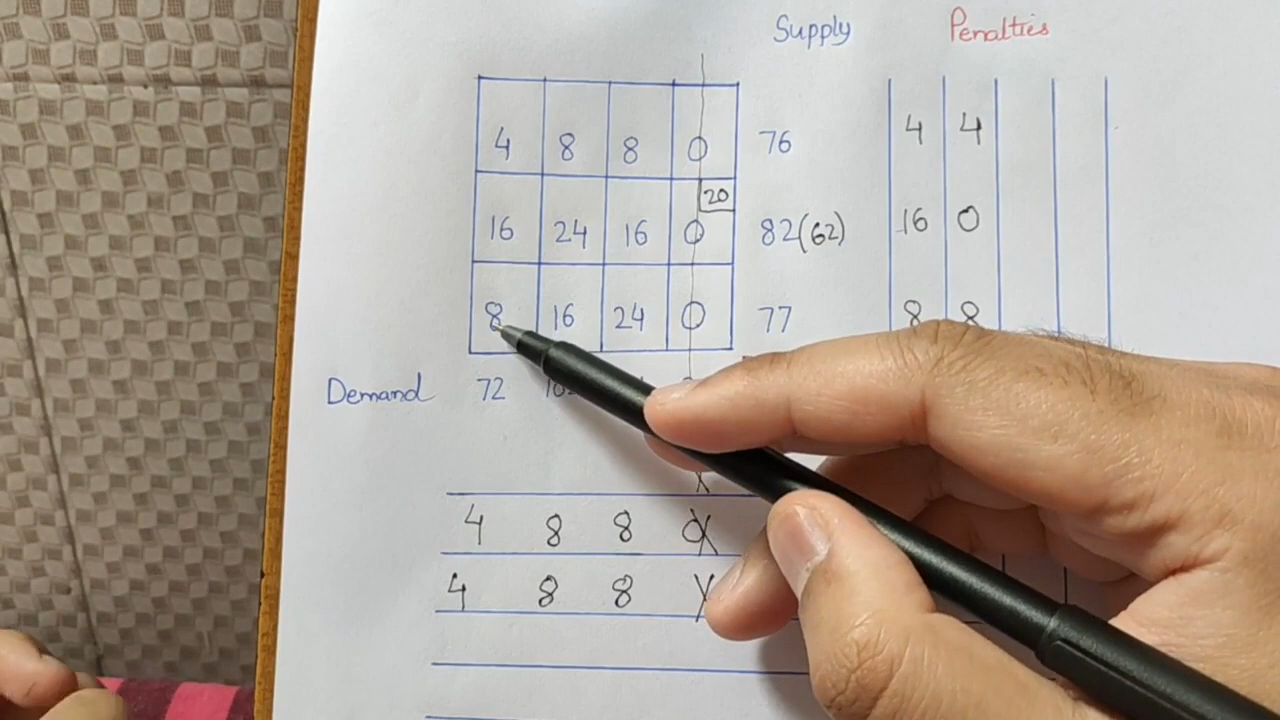 Supply Penalties
4 8 8 0 76 4 4
20
16 24 16 0 82(62) 16 0
8 16 24 0 77 8 8
Demand 72
4 8 8 0
4 8 8